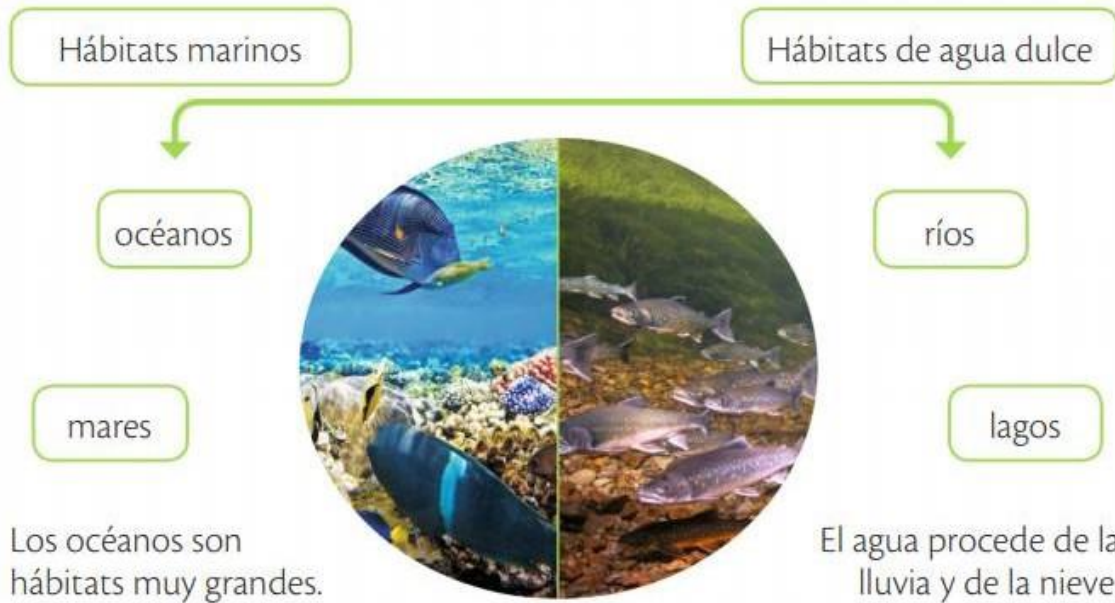 Hábitats marinos
Hábitats de agua dulce
océanos
ríos
mares
lagos
Los océanos son
hábitats muy grandes.
El agua procede de la
lluvia y de la nieve